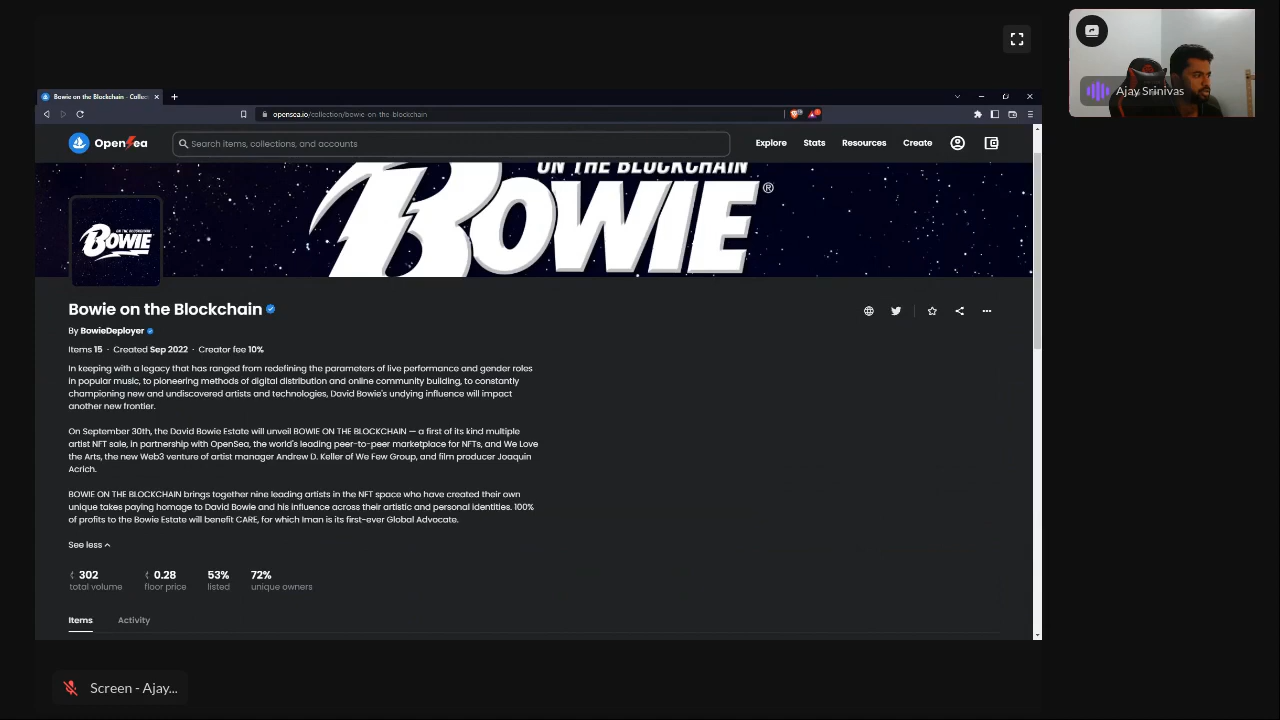 Ajay Srinivas
Bowie on the Blockchain - Collec
opensea.io/collection/bowie-on-the-blockchain
OpenSea
Search items, collections, and accounts
Explore
Stats
Resources
Create
ON THE BLOCKCHAIN
BOWIE®
ON THE BLOCKCHAIN
BOWIE
Bowie on the Blockchain
By BowieDeployer
Items 15 · Created Sep 2022 · Creator fee 10%
In keeping with a legacy that has ranged from redefining the parameters of live performance and gender roles
in popular music, to pioneering methods of digital distribution and online community building, to constantly
championing new and undiscovered artists and technologies, David Bowie's undying influence will impact
another new frontier.
On September 30th, the David Bowie Estate will unveil BOWIE ON THE BLOCKCHAIN — a first of its kind multiple
artist NFT sale, in partnership with OpenSea, the world's leading peer-to-peer marketplace for NFTs, and We Love
the Arts, the new Web3 venture of artist manager Andrew D. Keller of We Few Group, and film producer Joaquin
Acrich.
BOWIE ON THE BLOCKCHAIN brings together nine leading artists in the NFT space who have created their own
unique takes paying homage to David Bowie and his influence across their artistic and personal identities. 100%
of profits to the Bowie Estate will benefit CARE, for which Iman is its first-ever Global Advocate.
See less
302 0.28 53% 72%
total volume floor price listed unique owners
Items Activity
Screen - Ajay...